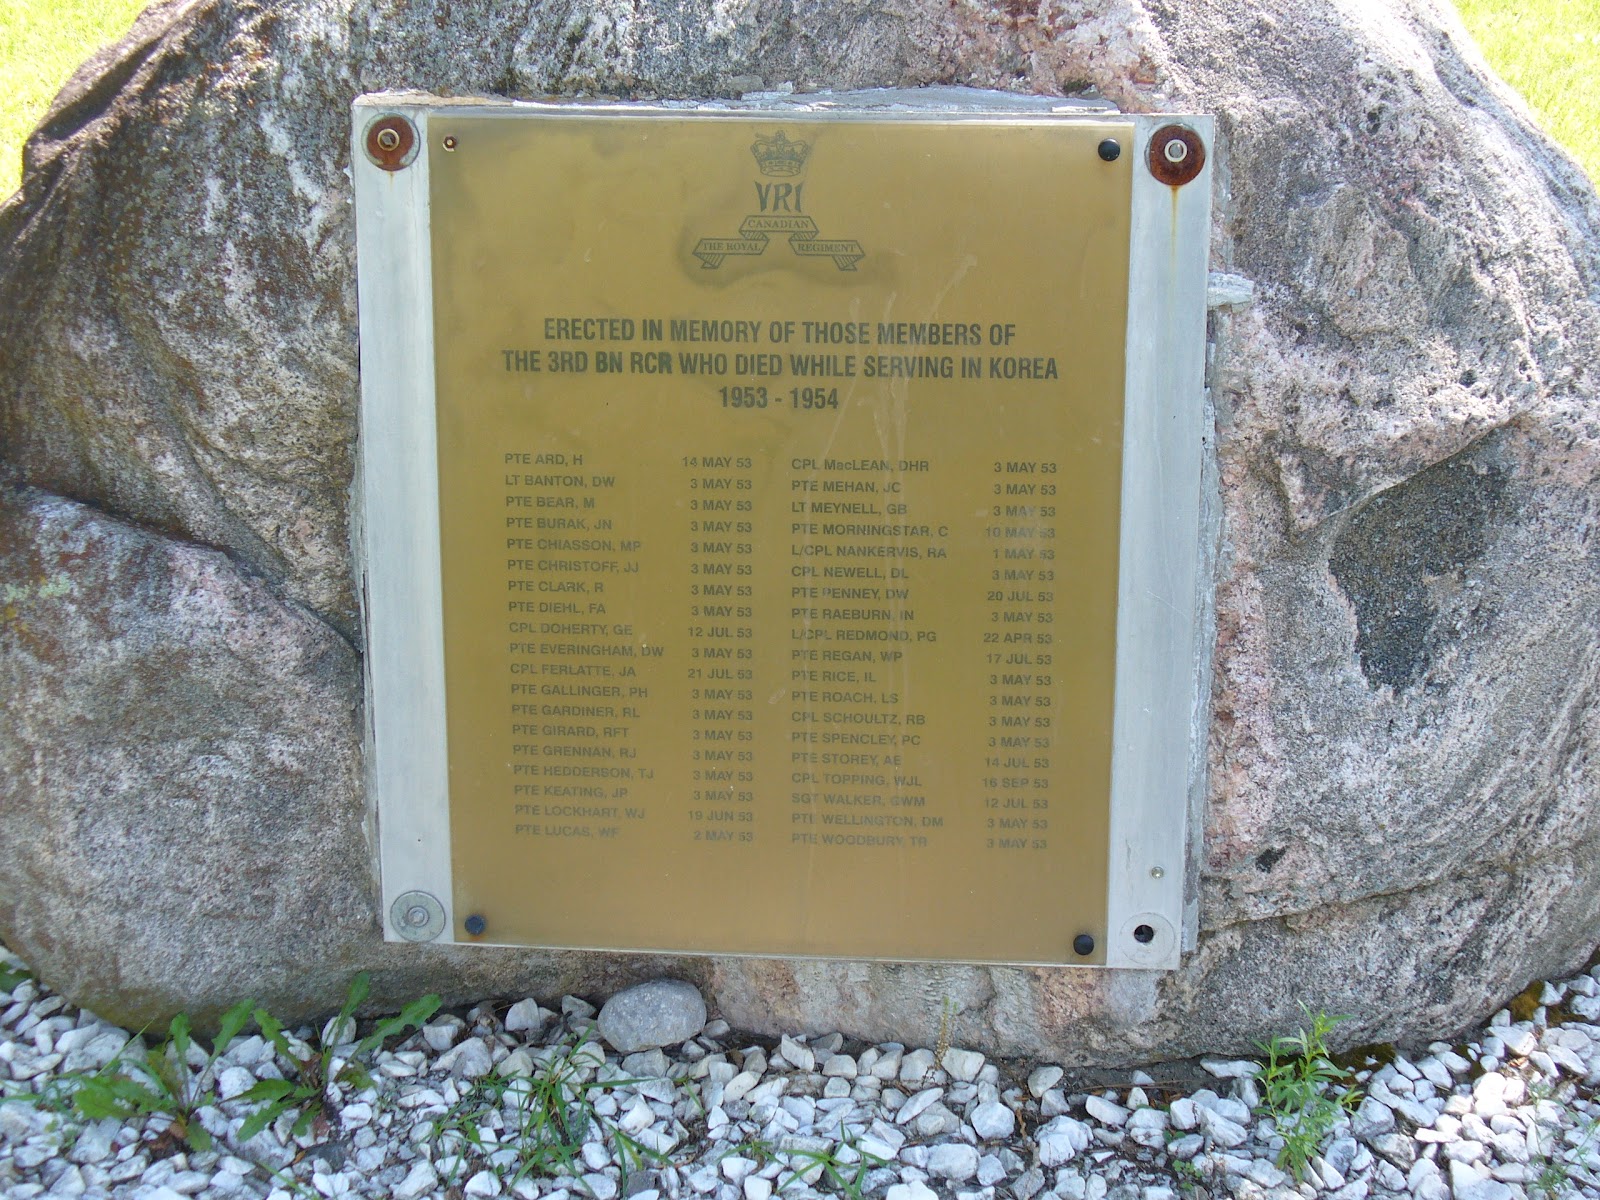 VRI
CANADIAN
THE ROYAL REGIMENT
ERECTED IN MEMORY OF THOSE MEMBERS OF
THE 3RD BN RCR WHO DIED WHILE SERVING IN KOREA
1953 - 1954
PTE ARD, H 14 MAY 53
LT BANTON, DW 3 MAY 53
PTE BEAR, M 3 MAY 53
PTE BURAK, JN 3 MAY 53
PTE CHIASSON, MP 3 MAY 53
PTE CHRISTOFF, JJ 3 MAY 53
PTE CLARK, R 3 MAY 53
PTE DIEHL, FA 3 MAY 53
CPL DOHERTY, GE 12 JUL 53
PTE EVERINGHAM, DW 3 MAY 53
CPL FERLATTE, JA 21 JUL 53
PTE GALLINGER, PH 3 MAY 53
PTE GARDINER, RL 3 MAY 53
PTE GIRARD, RFT 3 MAY 53
PTE GRENNAN, RJ 3 MAY 53
PTE HEDDERSON, TJ 3 MAY 53
PTE KEATING, JP 3 MAY 53
PTE LOCKHART, WJ 19 JUN 53
PTE LUCAS, WF 2 MAY 53
CPL MacLEAN, DHR 3 MAY 53
PTE MEHAN, JC 3 MAY 53
LT MEYNELL, GB 3 MAY 53
PTE MORNINGSTAR, C 10 MAY 53
L/CPL NANKERVIS, RA 1 MAY 53
CPL NEWELL, DL 3 MAY 53
PTE PENNEY, DW 20 JUL 53
PTE RAEBURN, IN 3 MAY 53
L/CPL REDMOND, PG 22 APR 53
PTE REGAN, WP 17 JUL 53
PTE RICE, IL 3 MAY 53
PTE ROACH, LS 3 MAY 53
CPL SCHOULTZ, RB 3 MAY 53
PTE SPENCLEY, PC 3 MAY 53
PTE STOREY, AE 14 JUL 53
CPL TOPPING, WJL 16 SEP 53
SGT WALKER, GWM 12 JUL 53
PTE WELLINGTON, DM 3 MAY 53
PTE WOODBURY, TR 3 MAY 53